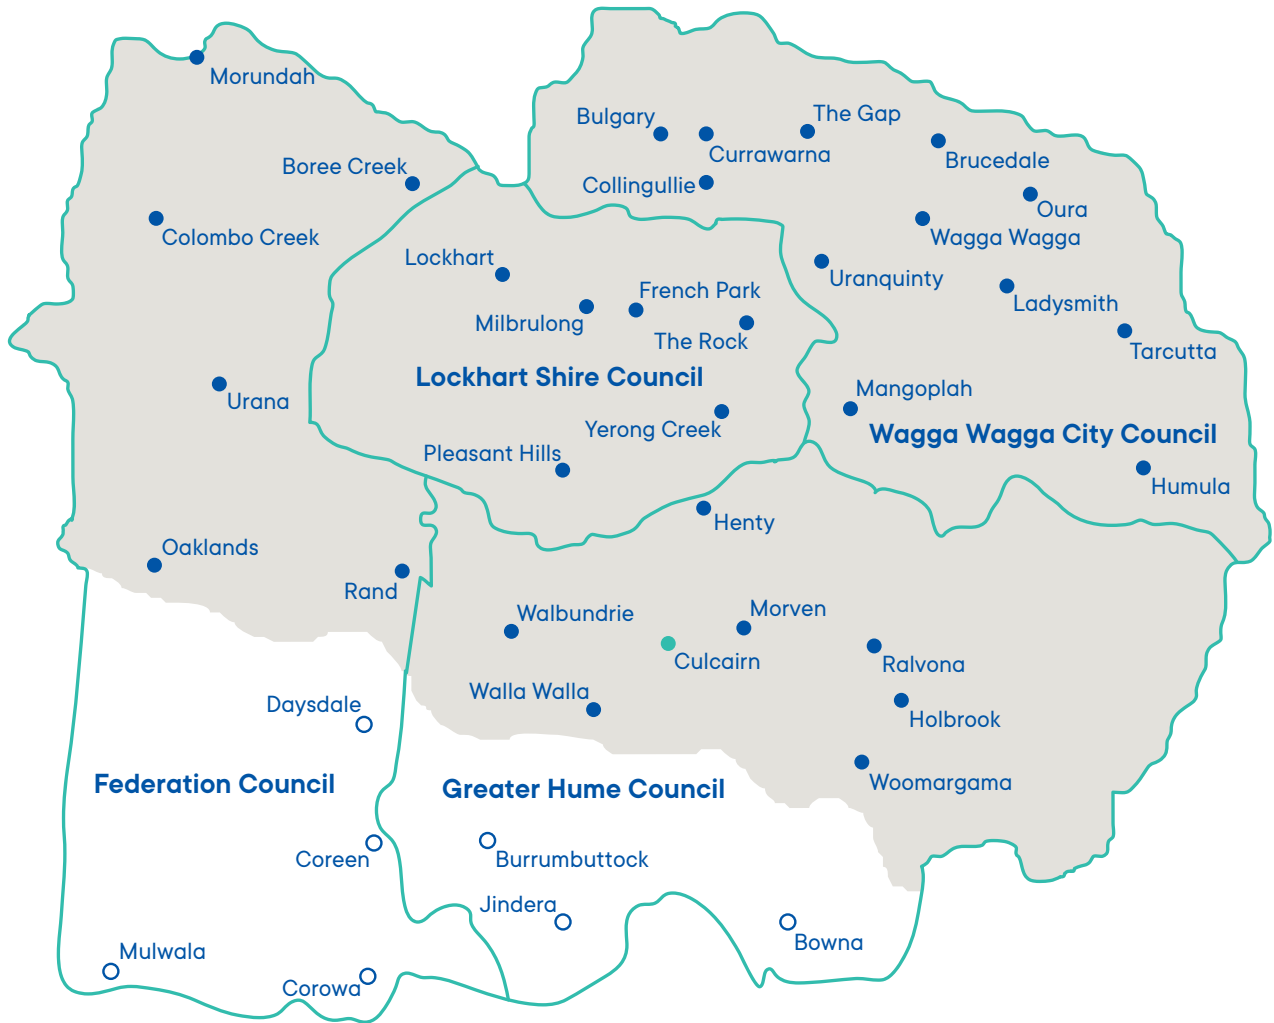 Morundah
Bulgary
The Gap
Currawarna
Brucedale
Boree Creek
Collingullie
Oura
Colombo Creek
Wagga Wagga
Lockhart
Uranquinty
French Park
Ladysmith
Milbrulong
The Rock
Tarcutta
Lockhart Shire Council
Mangoplah
Urana
Yerong Creek
Wagga Wagga City Council
Pleasant Hills
Humula
Henty
Oaklands
Rand
Walbundrie
Morven
Culcairn
Ralvona
Walla Walla
Daysdale
Holbrook
Federation Council
Greater Hume Council
Woomargama
Coreen
Burrumbuttock
Jindera
Bowna
Mulwala
Corowa